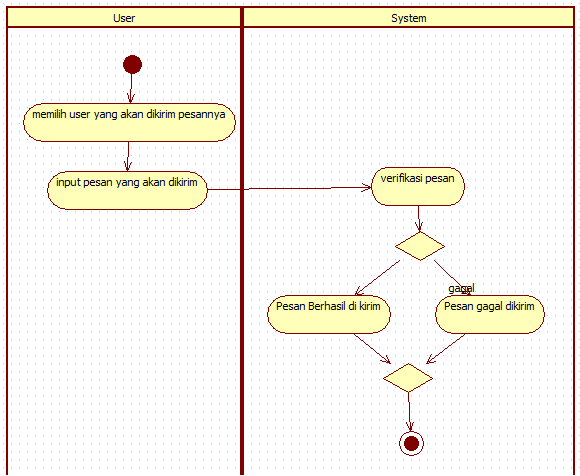 User
System
memilih user yang akan dikirim pesannya
input pesan yang akan dikirim
verifikasi pesan
gagal
Pesan Berhasil di kirim
Pesan gagal dikirim